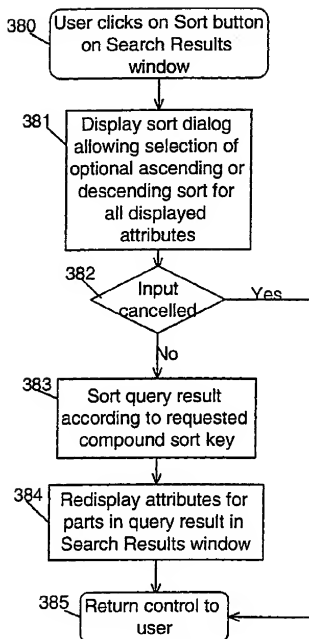 380
User clicks on Sort button
on Search Results
window
381
Display sort dialog
allowing selection of
optional ascending or
descending sort for
all displayed
attributes
382
Input
cancelled
Yes
No
383
Sort query result
according to requested
compound sort key
384
Redisplay attributes for
parts in query result in
Search Results window
385
Return control to
user